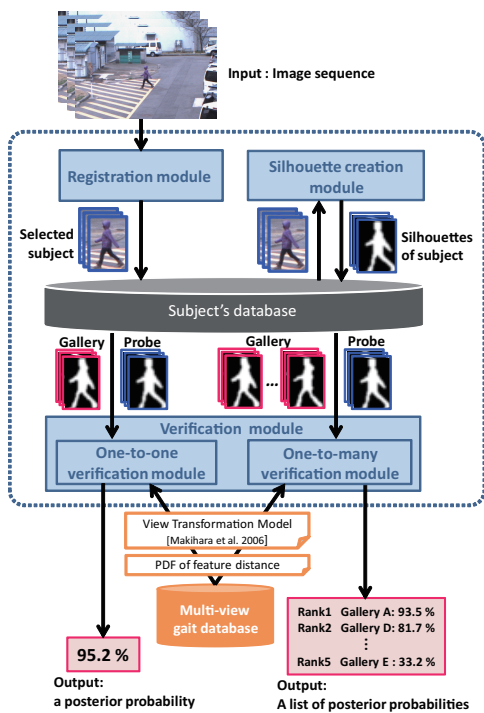 Input : Image sequence
Registration module
Silhouette creation
module
Selected
subject
Silhouettes
of subject
Subject's database
Gallery
Probe
Gallery
Probe
...
Verification module
One-to-one
verification module
One-to-many
verification module
View Transformation Model
[Makihara et al. 2006]
PDF of feature distance
Multi-view
gait database
95.2 %
Output:
a posterior probability
Rank1 Gallery A: 93.5 %
Rank2 Gallery D: 81.7 %
⋮
Rank5 Gallery E : 33.2 %
Output:
A list of posterior probabilities